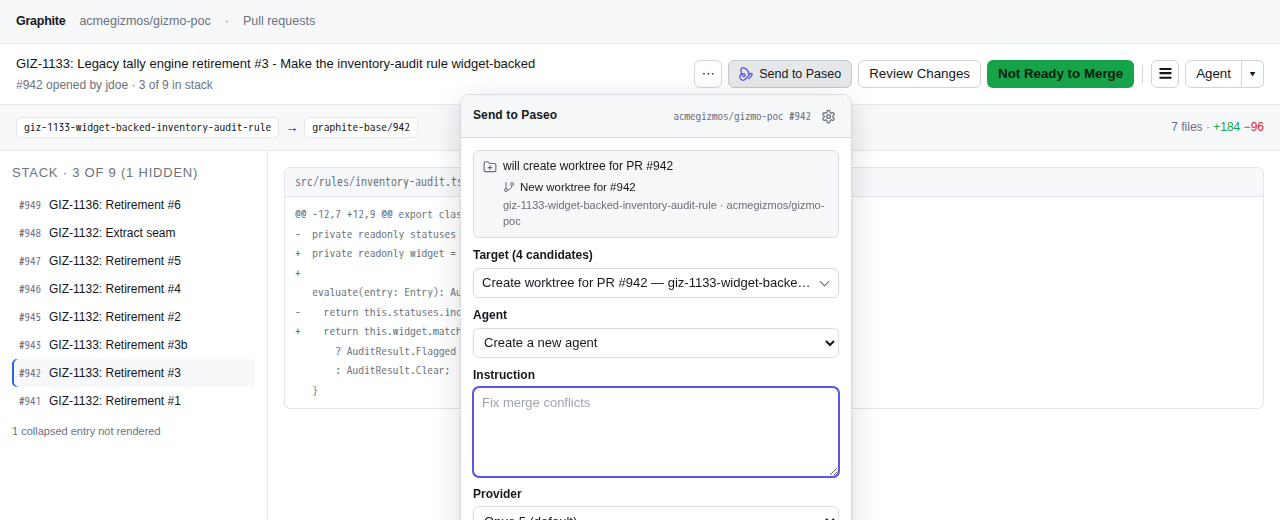 Graphite acmegizmos/gizmo-poc · Pull requests
GIZ-1133: Legacy tally engine retirement #3 - Make the inventory-audit rule widget-backed
#942 opened by jdoe · 3 of 9 in stack
··· Send to Paseo Review Changes Not Ready to Merge Agent
giz-1133-widget-backed-inventory-audit-rule → graphite-base/942
7 files · +184 −96
STACK · 3 OF 9 (1 HIDDEN)
#949 GIZ-1136: Retirement #6
#948 GIZ-1132: Extract seam
#947 GIZ-1132: Retirement #5
#946 GIZ-1132: Retirement #4
#945 GIZ-1132: Retirement #2
#943 GIZ-1133: Retirement #3b
#942 GIZ-1133: Retirement #3
#941 GIZ-1132: Retirement #1
1 collapsed entry not rendered
src/rules/inventory-audit.ts
@@ -12,7 +12,9 @@ export clas
- private readonly statuses
+ private readonly widget =
+
evaluate(entry: Entry): Au
- return this.statuses.inc
+ return this.widget.match
? AuditResult.Flagged
: AuditResult.Clear;
}
Send to Paseo acmegizmos/gizmo-poc #942
will create worktree for PR #942
New worktree for #942
giz-1133-widget-backed-inventory-audit-rule · acmegizmos/gizmo-
poc
Target (4 candidates)
Create worktree for PR #942 — giz-1133-widget-backe…
Agent
Create a new agent
Instruction
Fix merge conflicts
Provider
Opus 5 (default)